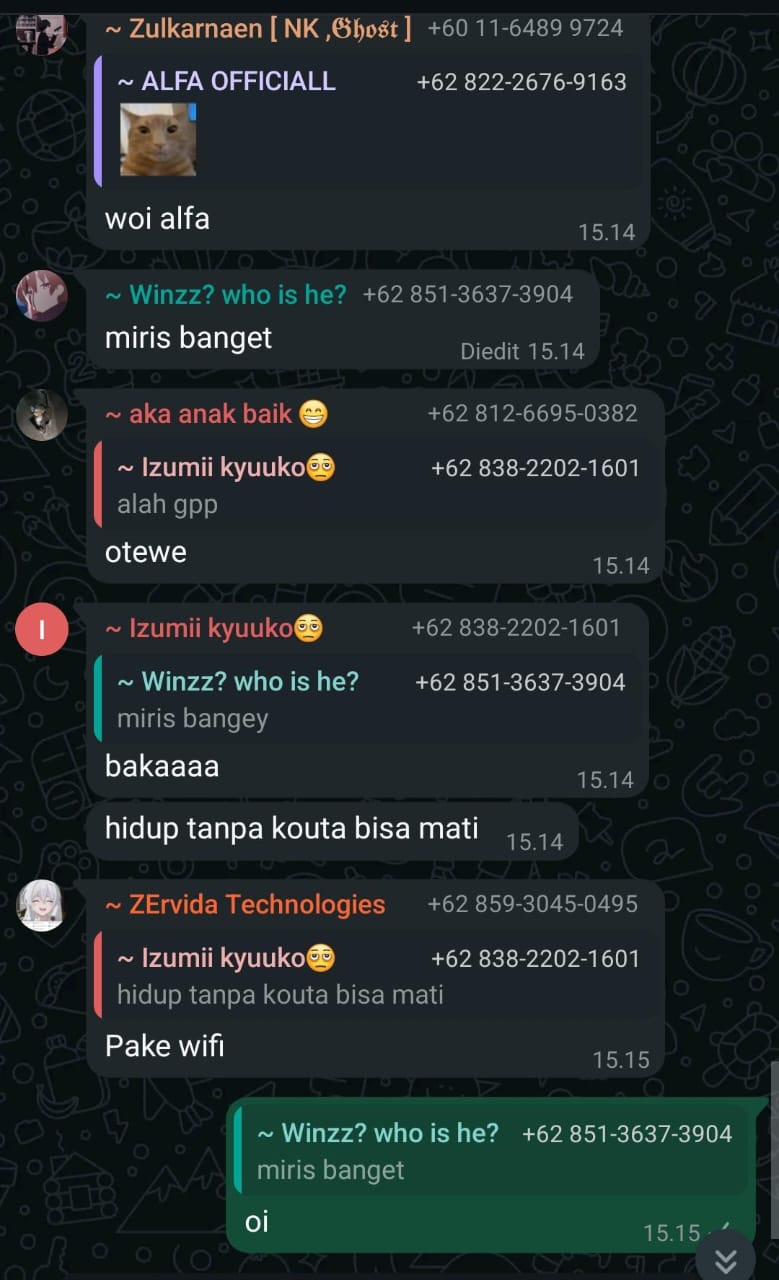 ~ Zulkarnaen [ NK ,𝕲𝖍𝖔𝖘𝖙 ] +60 11-6489 9724
~ ALFA OFFICIALL +62 822-2676-9163
woi alfa
15.14
~ Winzz? who is he? +62 851-3637-3904
miris banget
Diedit 15.14
~ aka anak baik 😁 +62 812-6695-0382
~ Izumii kyuuko🙄 +62 838-2202-1601
alah gpp
otewe
15.14
I
~ Izumii kyuuko🙄 +62 838-2202-1601
~ Winzz? who is he? +62 851-3637-3904
miris bangey
bakaaaa
15.14
hidup tanpa kouta bisa mati 15.14
~ ZErvida Technologies +62 859-3045-0495
~ Izumii kyuuko🙄 +62 838-2202-1601
hidup tanpa kouta bisa mati
Pake wifi
15.15
~ Winzz? who is he? +62 851-3637-3904
miris banget
oi
15.15